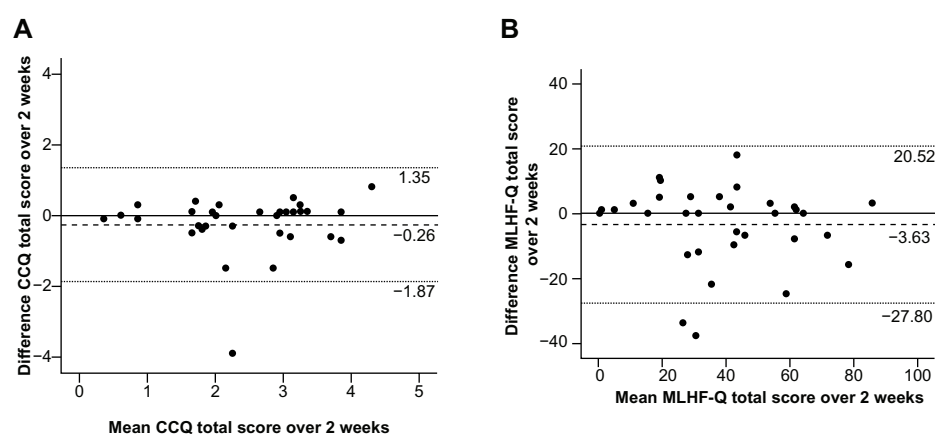 A
Difference CCQ total score over 2 weeks
4
2
0
−2
−4
1.35
−0.26
−1.87
0 1 2 3 4 5
Mean CCQ total score over 2 weeks
B
Difference MLHF-Q total score
over 2 weeks
40
20
0
−20
−40
20.52
−3.63
−27.80
0 20 40 60 80 100
Mean MLHF-Q total score over 2 weeks